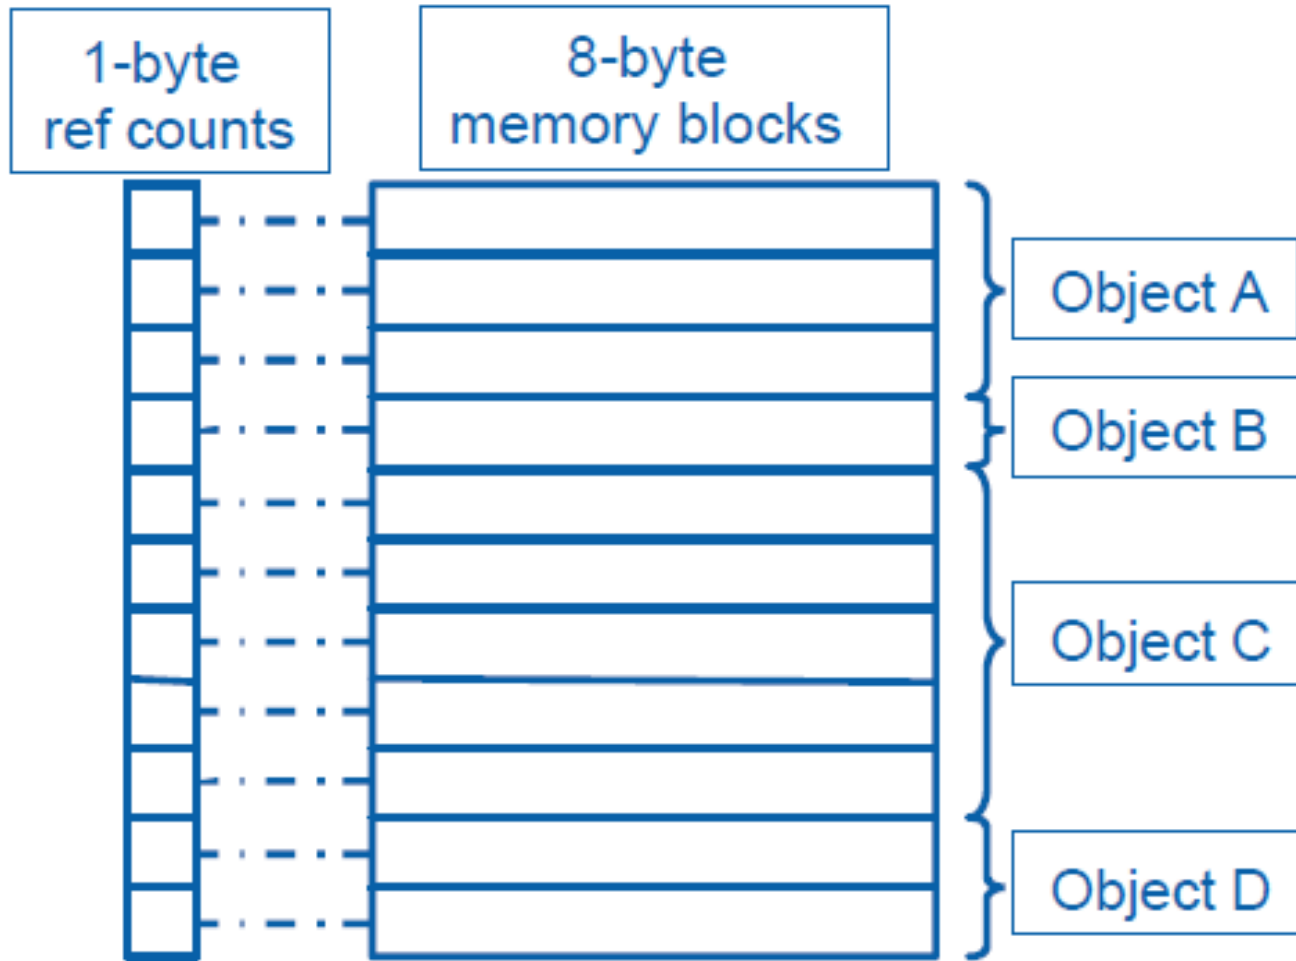 1-byte
ref counts
8-byte
memory blocks
Object A
Object B
Object C
Object D